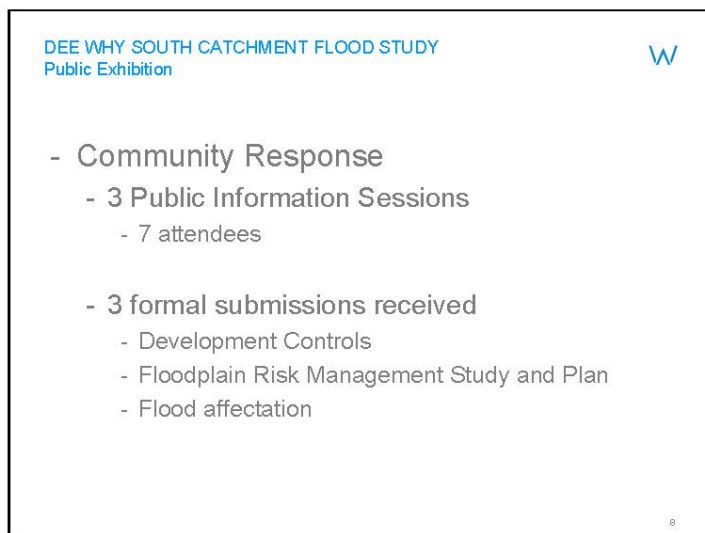 DEE WHY SOUTH CATCHMENT FLOOD STUDY
Public Exhibition
W
- Community Response
- 3 Public Information Sessions
- 7 attendees
- 3 formal submissions received
- Development Controls
- Floodplain Risk Management Study and Plan
- Flood affectation
8